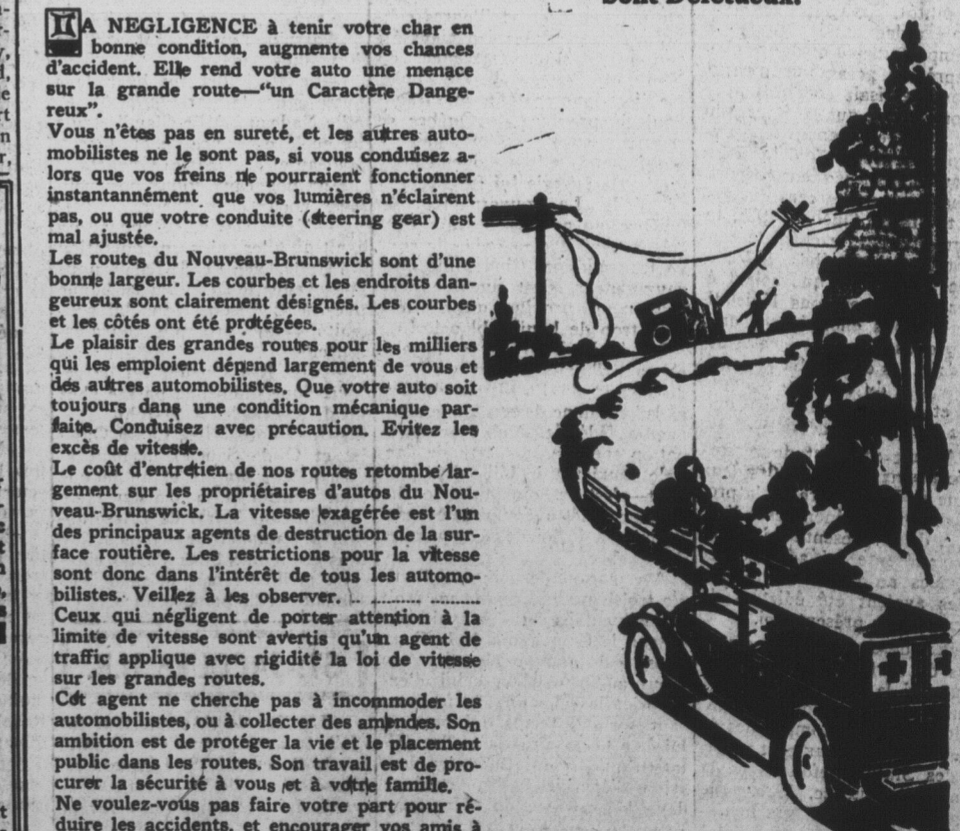 sont Défectueux.
LA NEGLIGENCE à tenir votre char en
bonne condition, augmente vos chances
d'accident. Elle rend votre auto une menace
sur la grande route—“un Caractère Dange-
reux”.
Vous n'êtes pas en sureté, et les autres auto-
mobilistes ne le sont pas, si vous conduisez a-
lors que vos freins ne pourraient fonctionner
instantannément que vos lumières n'éclairent
pas, ou que votre conduite (steering gear) est
mal ajustée.
Les routes du Nouveau-Brunswick sont d'une
bonne largeur. Les courbes et les endroits dan-
geureux sont clairement désignés. Les courbes
et les côtés ont été protégées.
Le plaisir des grandes routes pour les milliers
qui les emploient dépend largement de vous et
des autres automobilistes. Que votre auto soit
toujours dans une condition mécanique par-
faite. Conduisez avec précaution. Evitez les
excès de vitesse.
Le coût d'entretien de nos routes retombe lar-
gement sur les propriétaires d'autos du Nou-
veau-Brunswick. La vitesse exagérée est l'un
des principaux agents de destruction de la sur-
face routière. Les restrictions pour la vitesse
sont donc dans l'intérêt de tous les automo-
bilistes. Veillez à les observer.
Ceux qui négligent de porter attention à la
limite de vitesse sont avertis qu'un agent de
traffic applique avec rigidité la loi de vitesse
sur les grandes routes.
Cet agent ne cherche pas à incommoder les
automobilistes, ou à collecter des amendes. Son
ambition est de protéger la vie et le placement
public dans les routes. Son travail est de pro-
curer la sécurité à vous et à votre famille.
Ne voulez-vous pas faire votre part pour ré-
duire les accidents, et encourager vos amis à